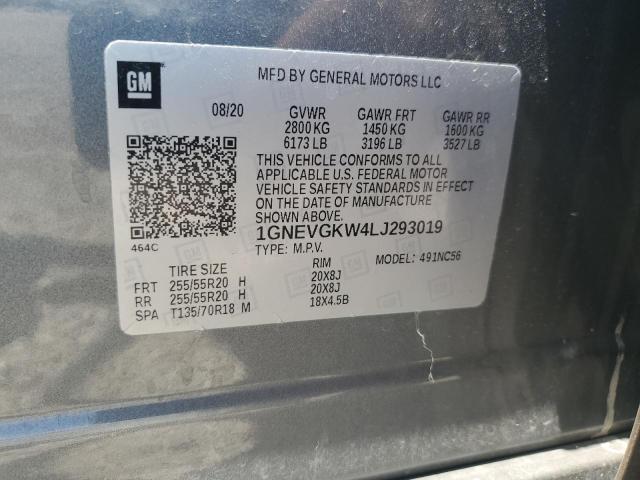 GM
MFD BY GENERAL MOTORS LLC
08/20 GVWR GAWR FRT GAWR RR
2800 KG 1450 KG 1600 KG
6173 LB 3196 LB 3527 LB
THIS VEHICLE CONFORMS TO ALL
APPLICABLE U.S. FEDERAL MOTOR
VEHICLE SAFETY STANDARDS IN EFFECT
ON THE DATE OF MANUFACTURE
SHOWN ABOVE.
464C
1GNEVGKW4LJ293019
TYPE: M.P.V. MODEL: 491NC56
TIRE SIZE RIM
FRT 255/55R20 H 20X8J
RR 255/55R20 H 20X8J
SPA T135/70R18 M 18X4.5B